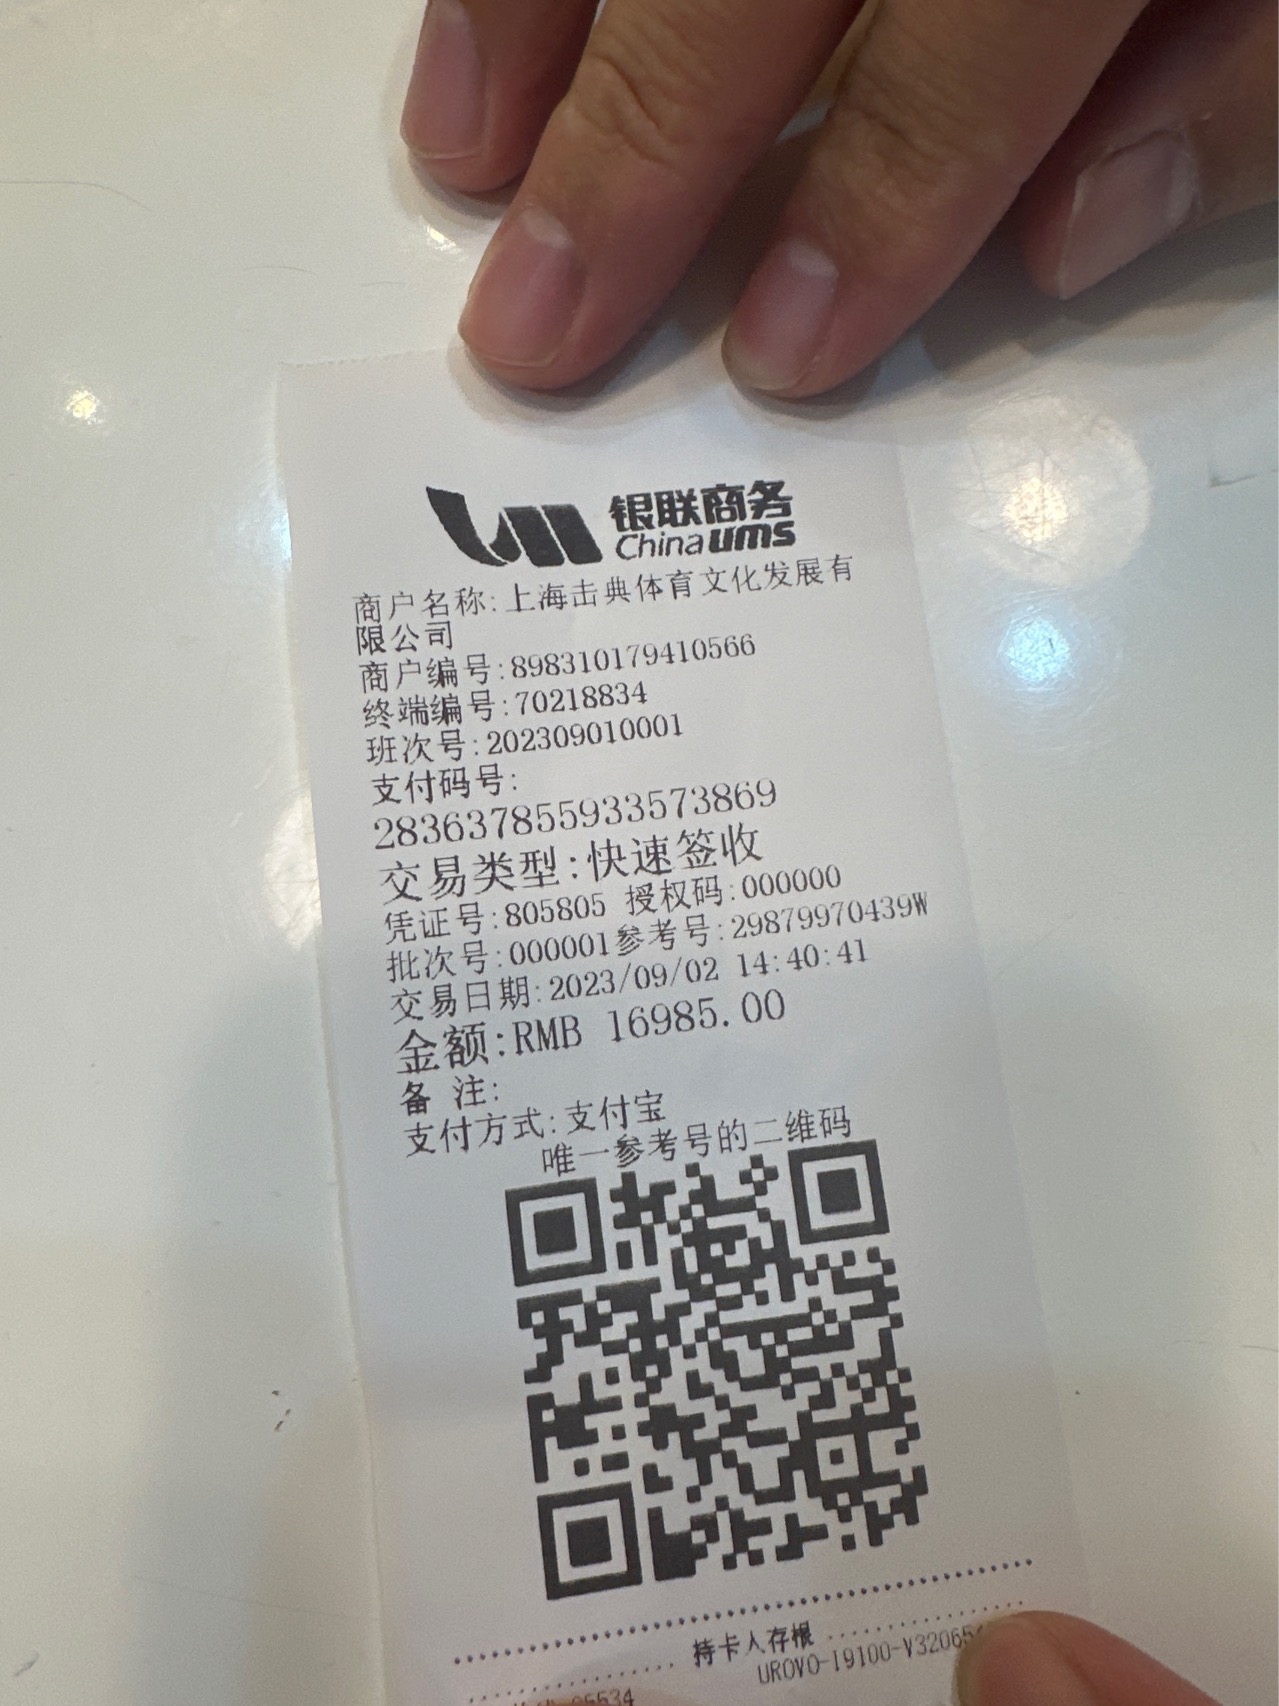 银联商务
China ums
商户名称:上海击典体育文化发展有
限公司
商户编号:898310179410566
终端编号:70218834
班次号:202309010001
支付码号:
283637855933573869
交易类型:快速签收
凭证号:805805 授权码:000000
批次号:000001参考号:29879970439W
交易日期:2023/09/02 14:40:41
金额:RMB 16985.00
备 注:
支付方式:支付宝
唯一参考号的二维码
持卡人存根
UROVO-I9100-V32065